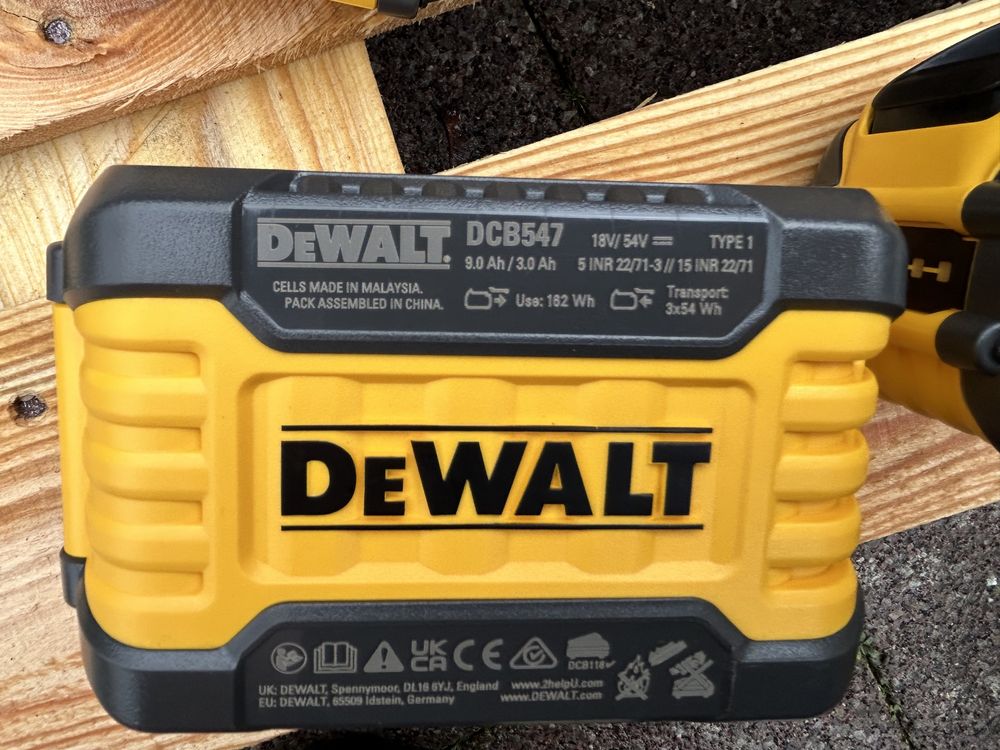 DEWALT. DCB547 18V/ 54V TYPE 1
9.0 Ah / 3.0 Ah 5 INR 22/71-3 // 15 INR 22/71
CELLS MADE IN MALAYSIA.
PACK ASSEMBLED IN CHINA.
Use: 162 Wh
Transport:
3x54 Wh
DEWALT
UK
CA CE
DCB118
UK: DEWALT, Spennymoor, DL16 6YJ, England www.2helpU.com
EU: DEWALT, 65509 Idstein, Germany www.DEWALT.com